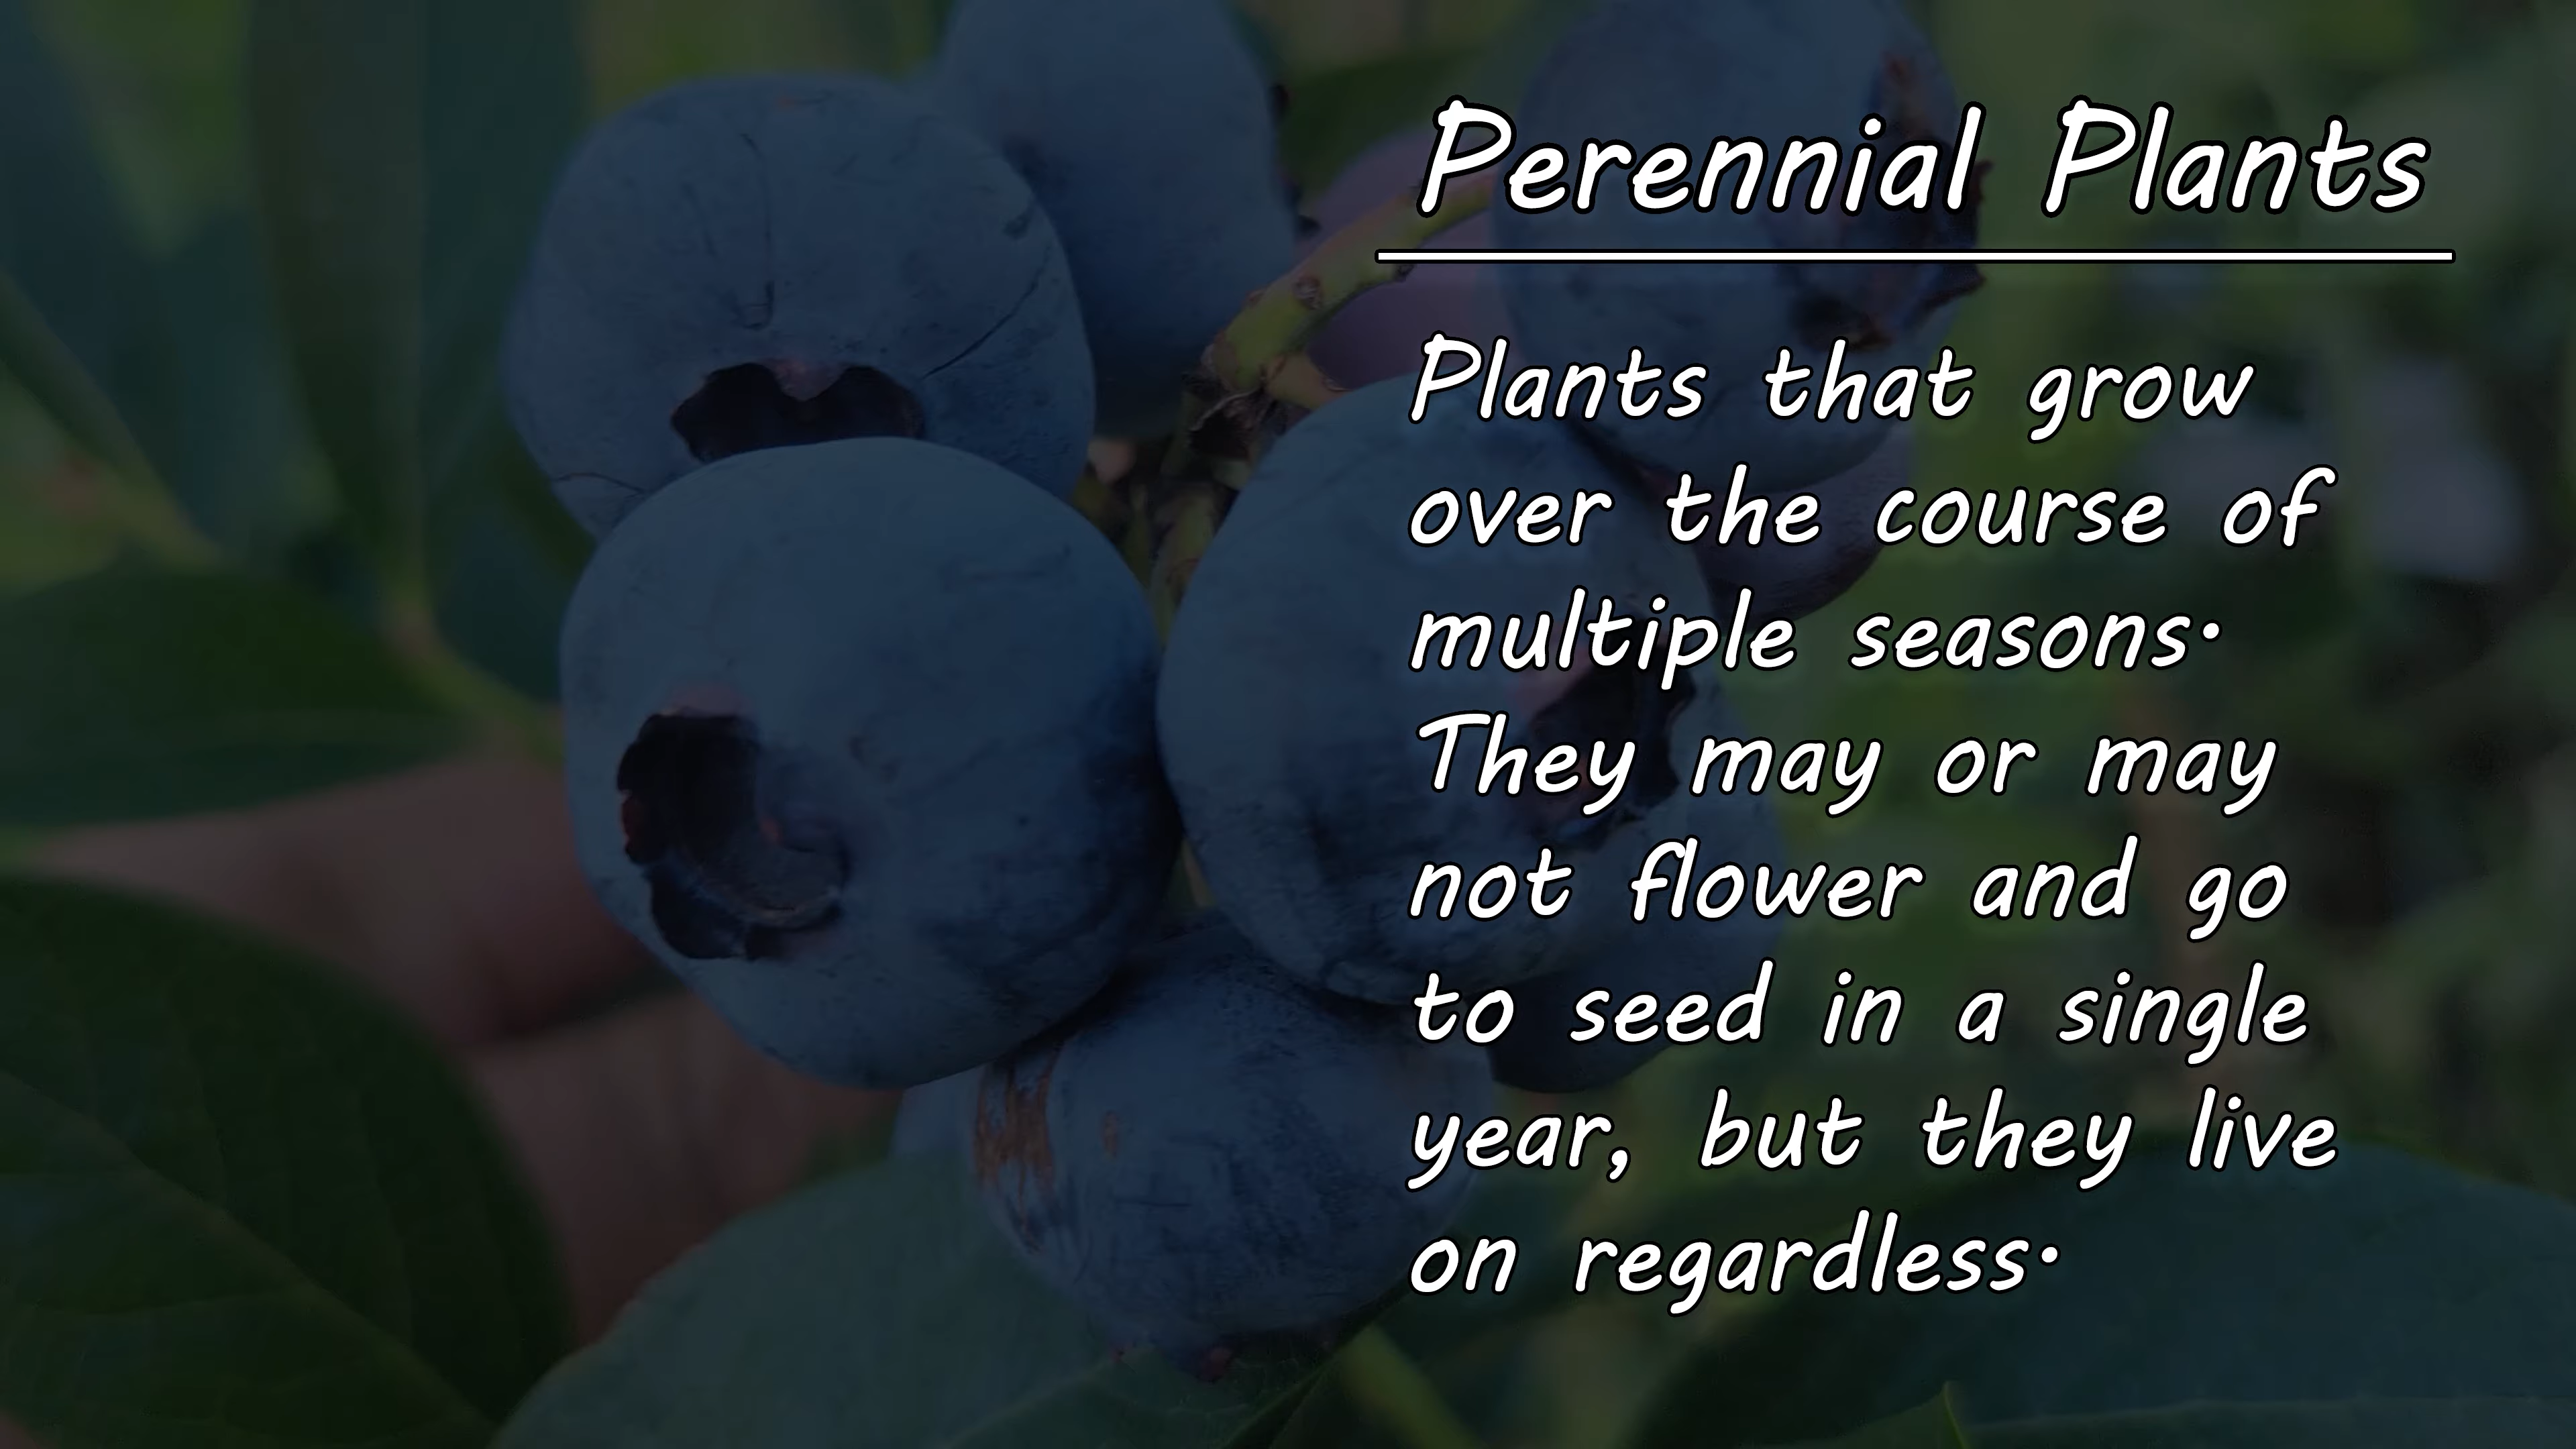 Perennial Plants
Plants that grow
over the course of
multiple seasons.
They may or may
not flower and go
to seed in a single
year, but they live
on regardless.